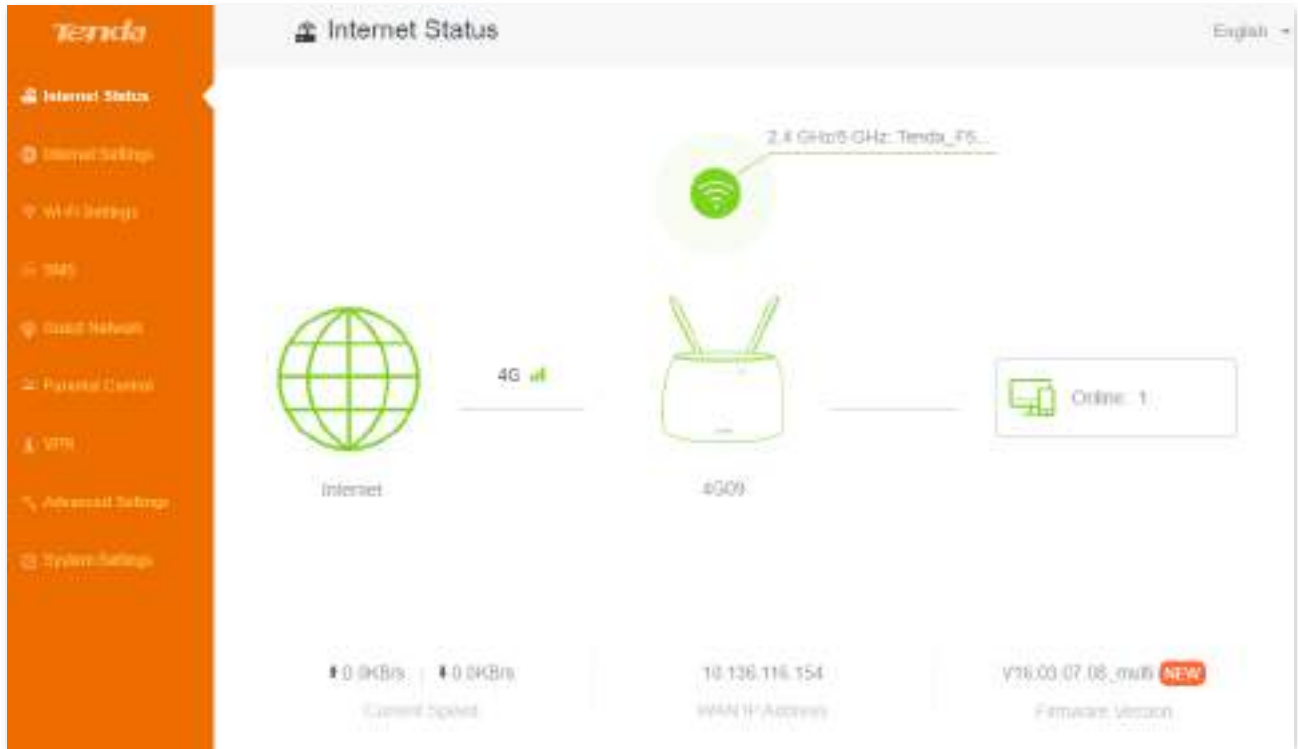 Tenda
Internet Status
English
Internet Status
Internet Settings
Wi-Fi Settings
SMS
Guest Network
Parental Control
VPN
Advanced Settings
System Settings
2.4 GHz/5 GHz: Tenda_F5...
4G
Online: 1
Internet
4G09
0.0KB/s
0.0KB/s
10.136.116.154
V16.03.07.08_multi NEW
Current Speed
WAN IP Address
Firmware Version